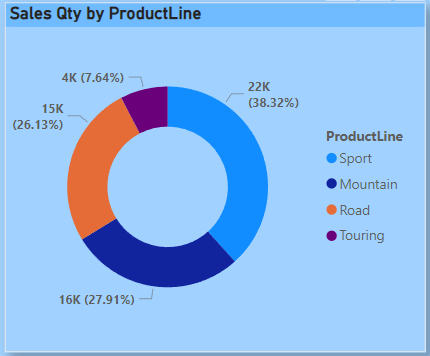 Sales Qty by ProductLine
4K (7.64%)
22K
(38.32%)
15K
(26.13%)
16K (27.91%)
ProductLine
Sport
Mountain
Road
Touring